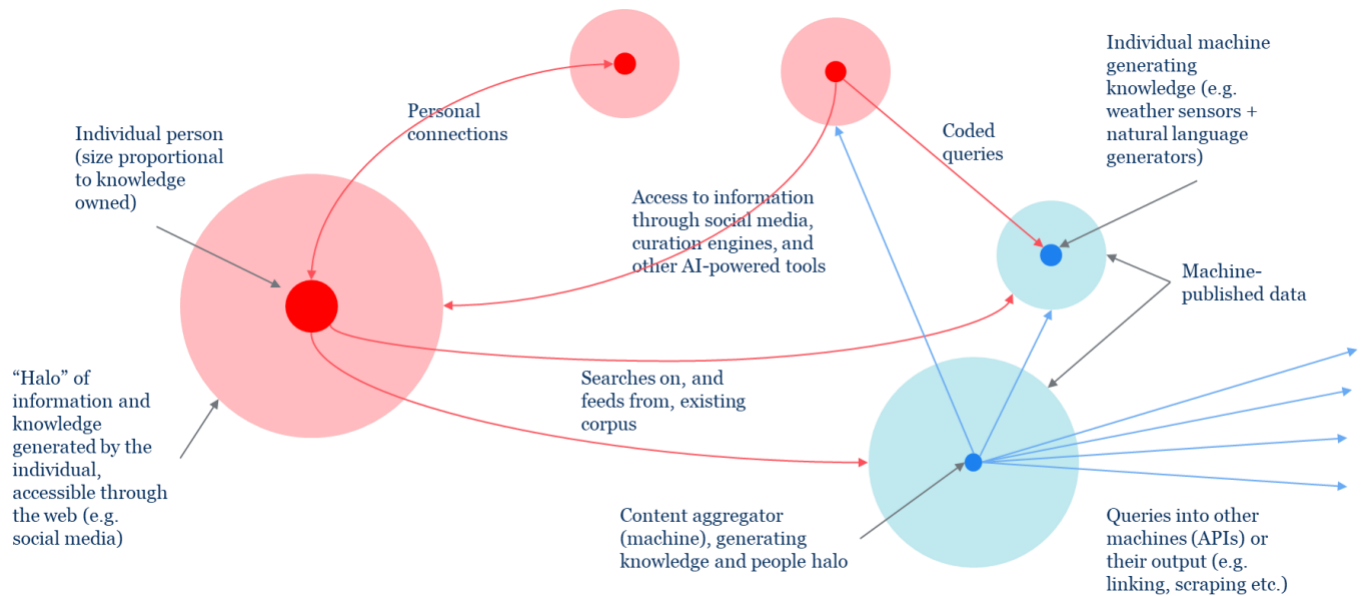 Individual person
(size proportional
to knowledge
owned)
Personal
connections
Access to information
through social media,
curation engines, and
other AI-powered tools
Coded
queries
Individual machine
generating
knowledge (e.g.
weather sensors +
natural language
generators)
Machine-
published data
“Halo” of
information and
knowledge
generated by the
individual,
accessible through
the web (e.g.
social media)
Searches on, and
feeds from, existing
corpus
Content aggregator
(machine), generating
knowledge and people halo
Queries into other
machines (APIs) or
their output (e.g.
linking, scraping etc.)